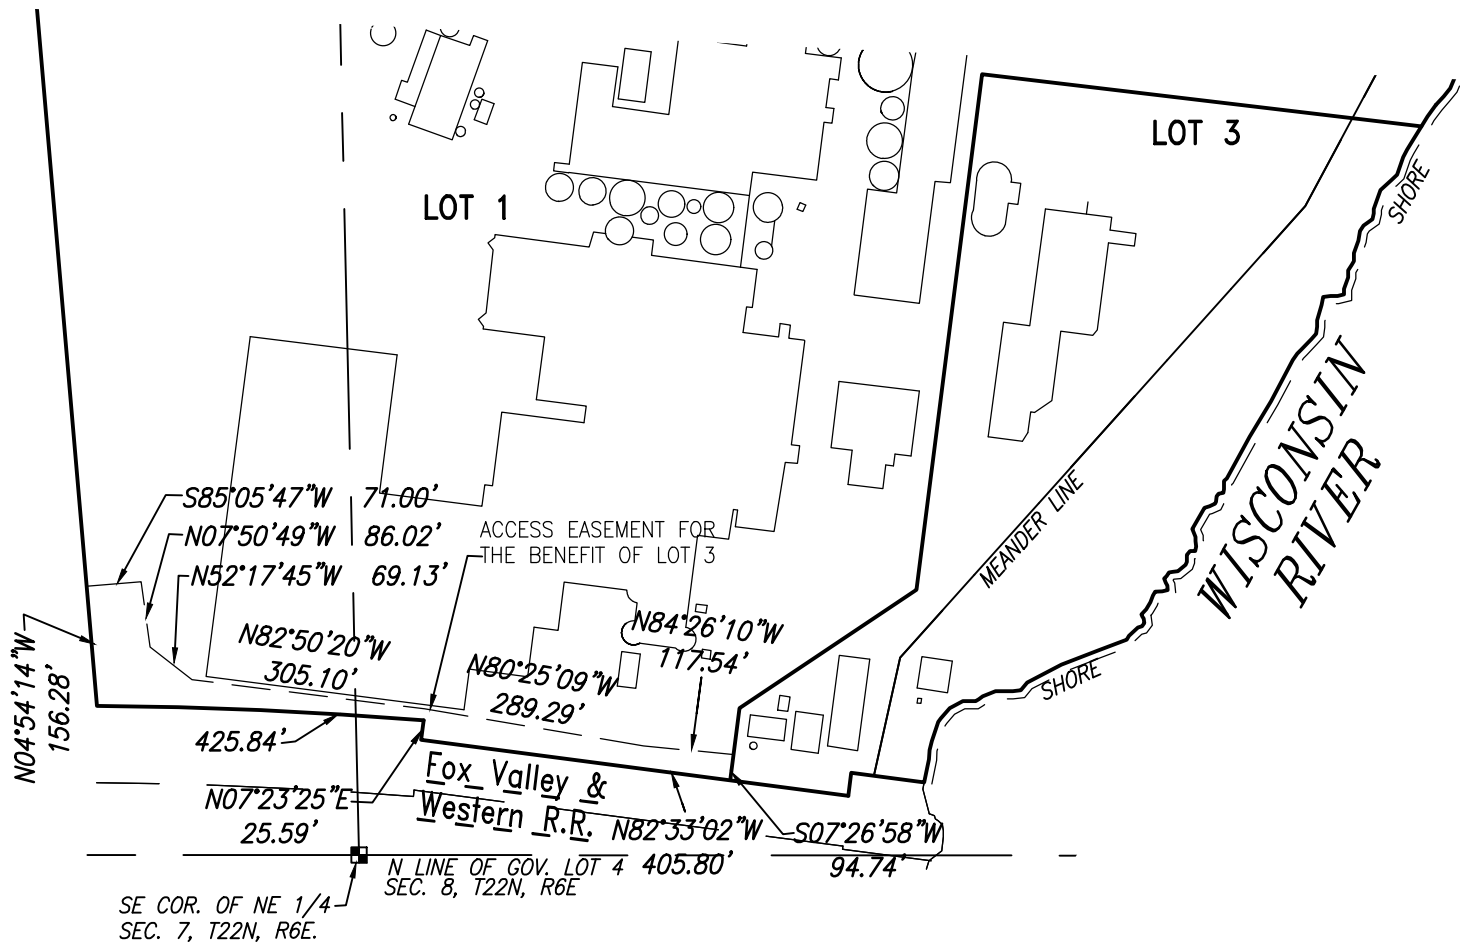 LOT 3
LOT 1
SHORE
WISCONSIN
RIVER
MEANDER LINE
S85°05'47"W 71.00'
N07°50'49"W 86.02'
N52°17'45"W 69.13'
ACCESS EASEMENT FOR
THE BENEFIT OF LOT 3
N82°50'20"W
305.10'
N84°26'10"W
117.54'
N80°25'09"W
289.29'
N04°54'14"W
156.28'
SHORE
425.84'
Fox Valley &
Western R.R.
N07°23'25"E
25.59'
N82°33'02"W
405.80'
S07°26'58"W
94.74'
N LINE OF GOV. LOT 4
SEC. 8, T22N, R6E
SE COR. OF NE 1/4
SEC. 7, T22N, R6E.